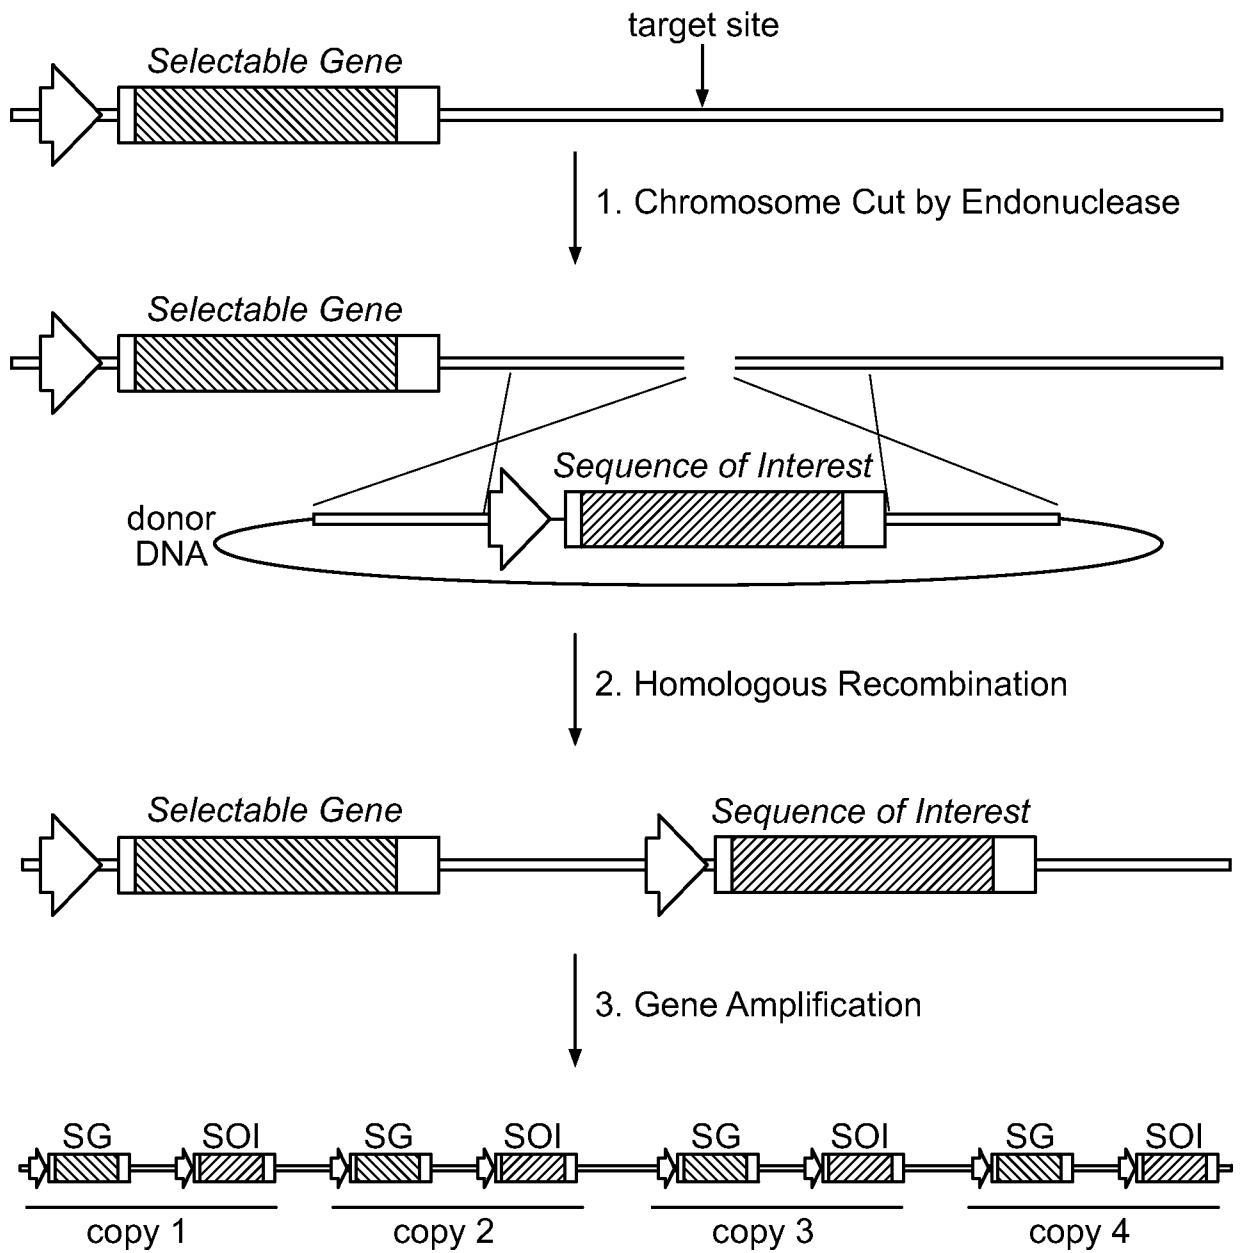 target site
Selectable Gene
1. Chromosome Cut by Endonuclease
Selectable Gene
Sequence of Interest
donor
DNA
2. Homologous Recombination
Selectable Gene
Sequence of Interest
3. Gene Amplification
SG SOI SG SOI SG SOI SG SOI
copy 1 copy 2 copy 3 copy 4